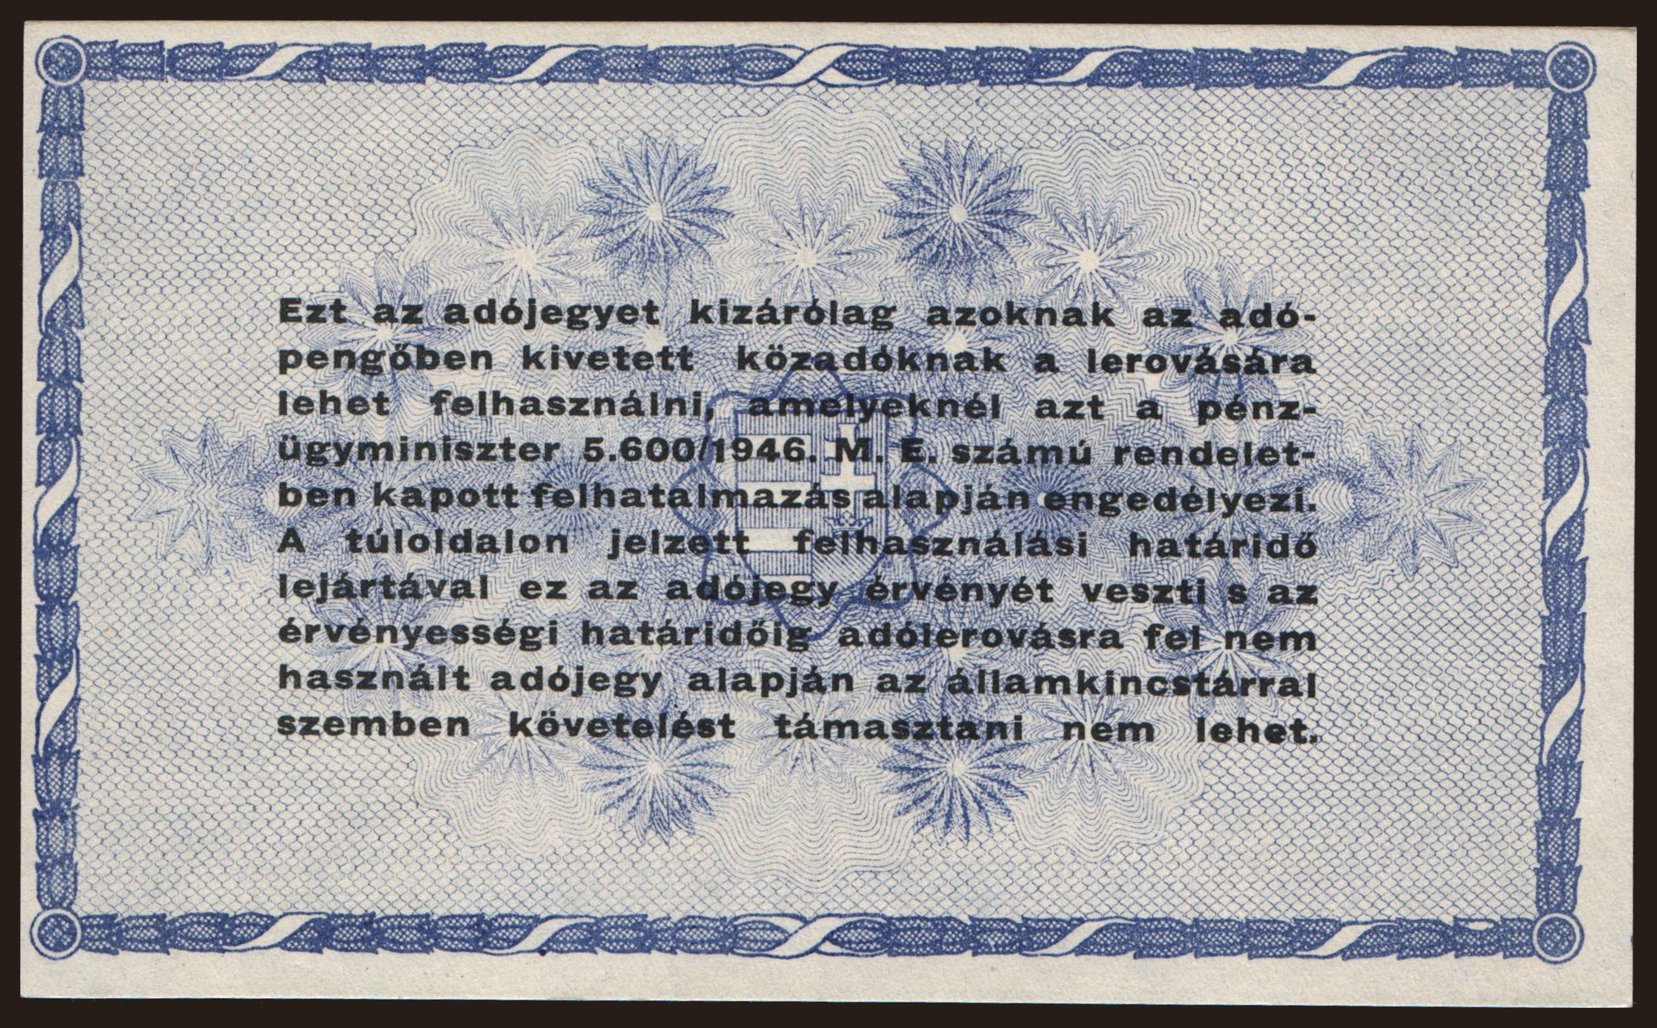 Ezt az adójegyet kizárólag azoknak az adó-
pengőben kivetett közadóknak a lerovására
lehet felhasználni, amelyeknél azt a pénz-
ügyminiszter 5.600/1946. M. E. számú rendelet-
ben kapott felhatalmazás alapján engedélyezi.
A túloldalon jelzett felhasználási határidő
lejártával ez az adójegy érvényét veszti s az
érvényességi határidőig adólerovásra fel nem
használt adójegy alapján az államkincstárral
szemben követelést támasztani nem lehet.